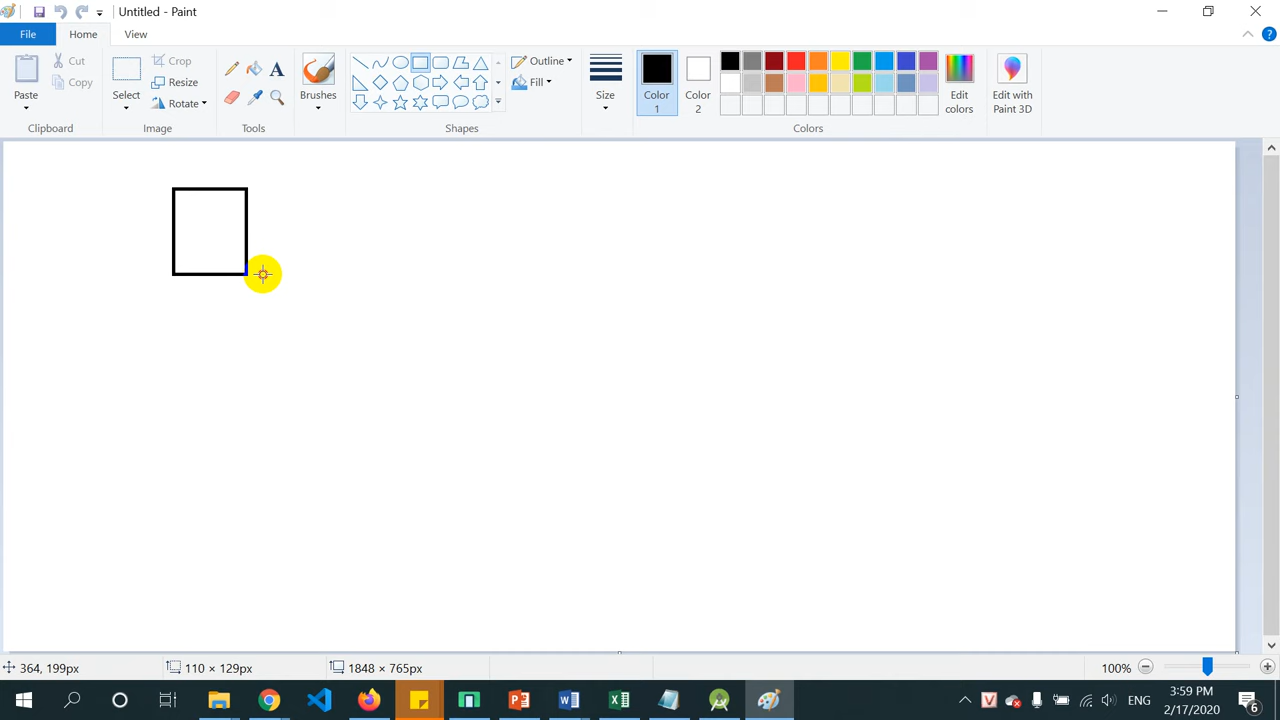 Untitled - Paint
File Home View
Paste
Cut
Copy
Clipboard
Select
Crop
Resize
Rotate
Image
A
Tools
Brushes
Shapes
Outline
Fill
Size
Color 1
Color 2
Edit colors
Colors
Edit with Paint 3D
364, 199px 110 × 129px 1848 × 765px 100%
ENG
3:59 PM
2/17/2020
6